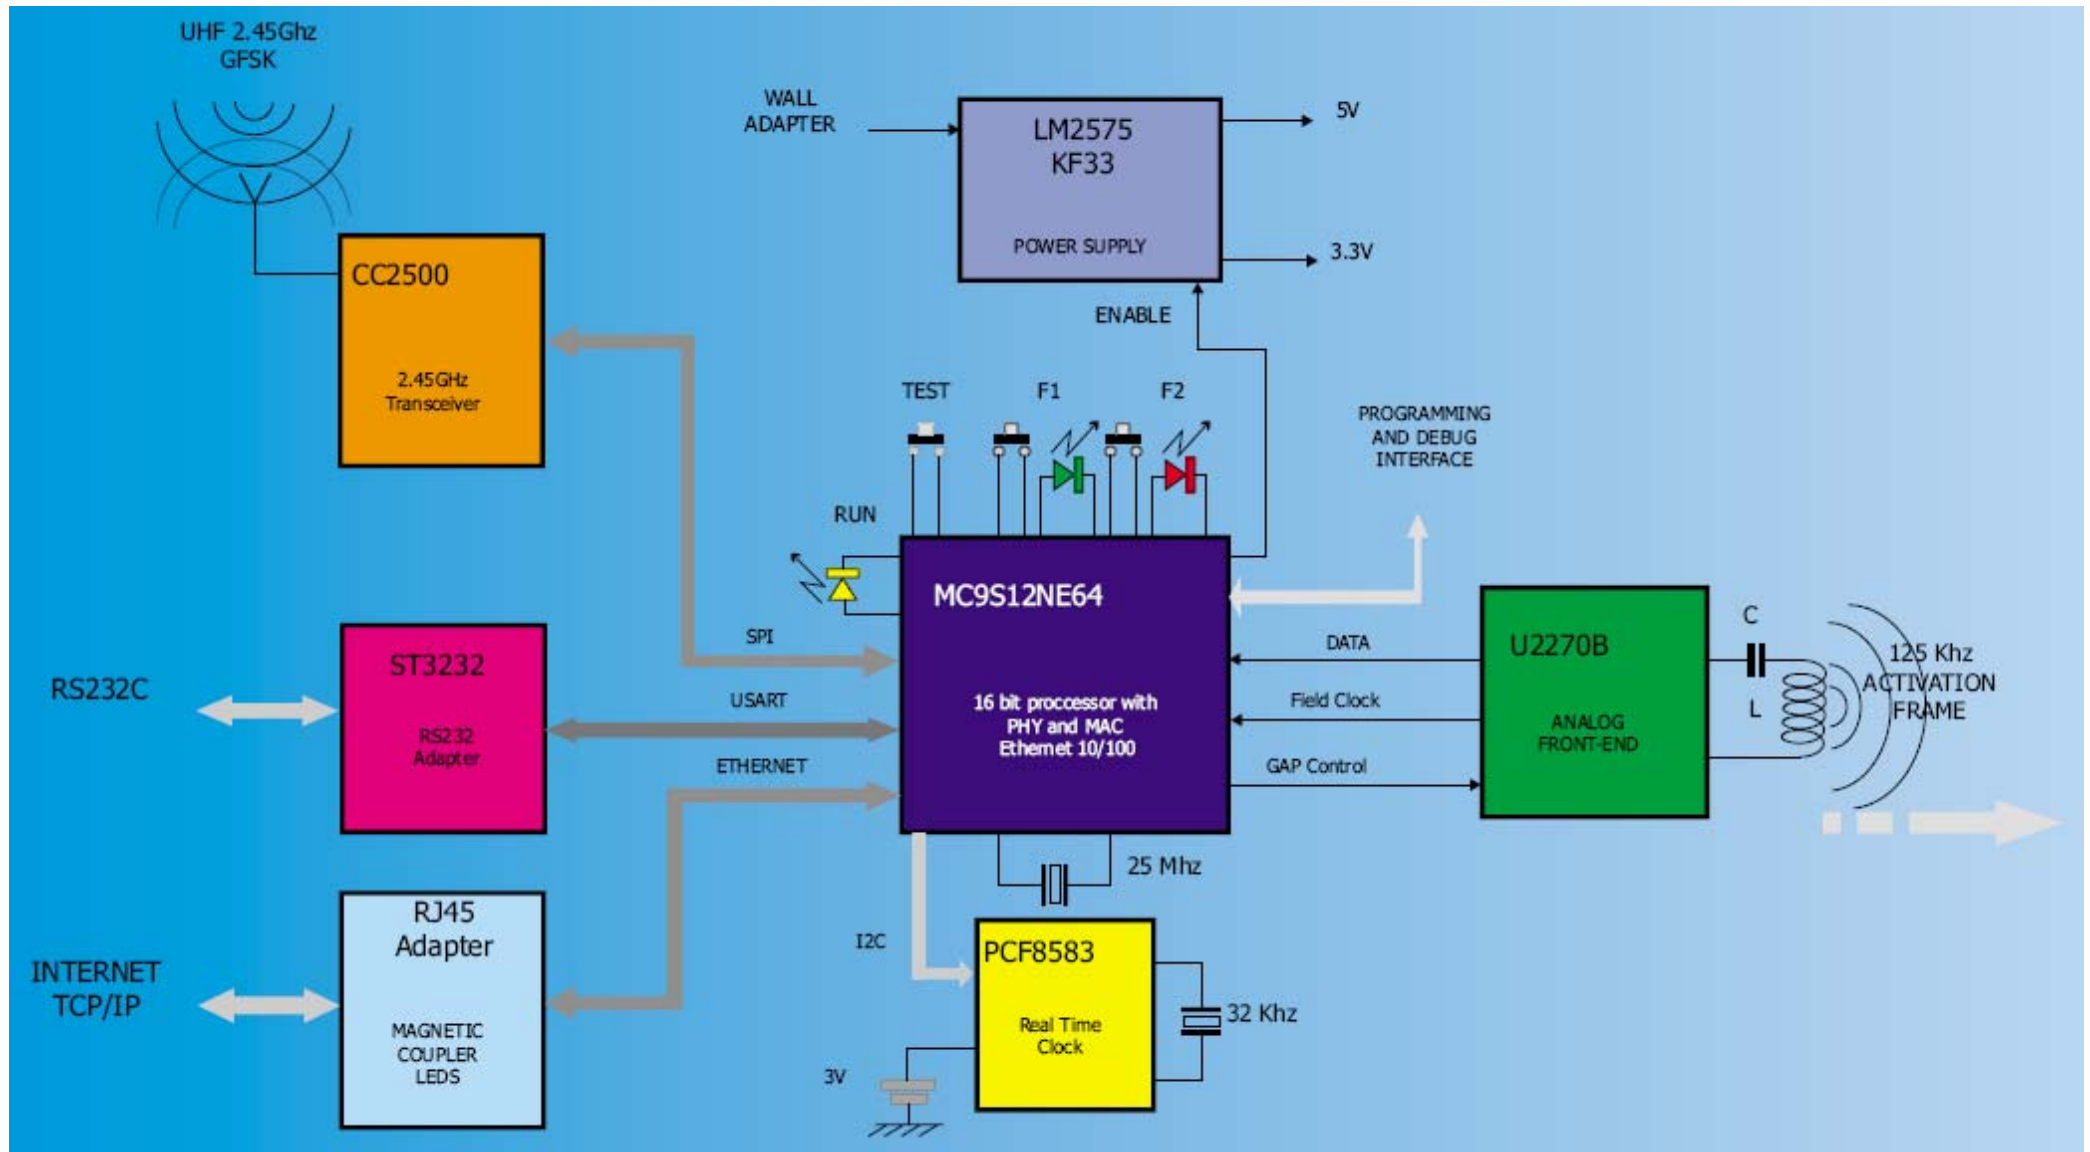 UHF 2.45Ghz
GFSK
WALL
ADAPTER
LM2575
KF33
POWER SUPPLY
5V
3.3V
ENABLE
CC2500
2.45GHz
Transceiver
TEST
F1
F2
PROGRAMMING
AND DEBUG
INTERFACE
RUN
MC9S12NE64
16 bit proccessor with
PHY and MAC
Ethernet 10/100
SPI
USART
ETHERNET
RS232C
ST3232
RS232
Adapter
DATA
Field Clock
GAP Control
U2270B
ANALOG
FRONT-END
C
L
125 Khz
ACTIVATION
FRAME
25 Mhz
INTERNET
TCP/IP
RJ45
Adapter
MAGNETIC
COUPLER
LEDS
I2C
PCF8583
Real Time
Clock
32 Khz
3V